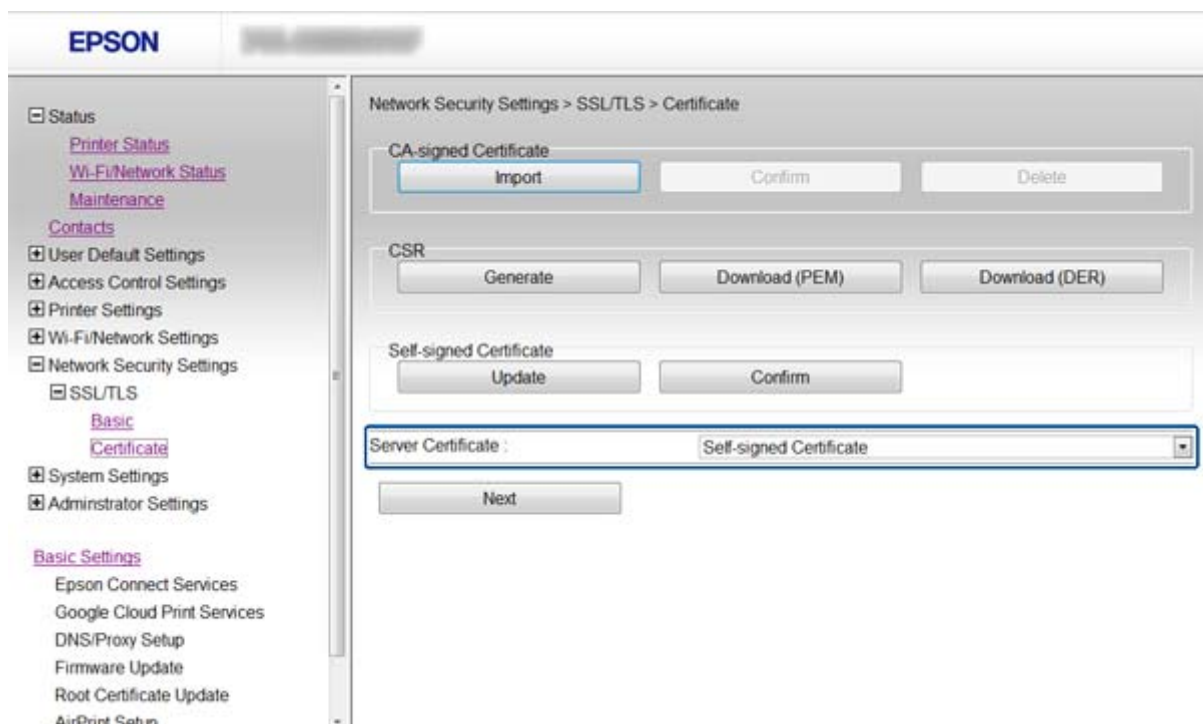 EPSON
Status
Printer Status
Wi-Fi/Network Status
Maintenance
Contacts
User Default Settings
Access Control Settings
Printer Settings
Wi-Fi/Network Settings
Network Security Settings
SSL/TLS
Basic
Certificate
System Settings
Adminstrator Settings
Basic Settings
Epson Connect Services
Google Cloud Print Services
DNS/Proxy Setup
Firmware Update
Root Certificate Update
AirPrint Setup
Network Security Settings > SSL/TLS > Certificate
CA-signed Certificate
Import Confirm Delete
CSR
Generate Download (PEM) Download (DER)
Self-signed Certificate
Update Confirm
Server Certificate : Self-signed Certificate
Next